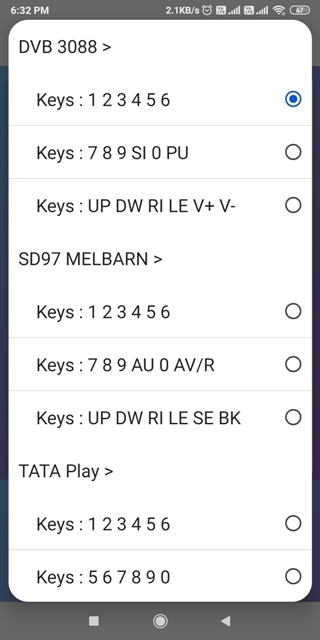 6:32 PM 2.1KB/s 67
DVB 3088 >
Keys : 1 2 3 4 5 6
Keys : 7 8 9 SI 0 PU
Keys : UP DW RI LE V+ V-
SD97 MELBARN >
Keys : 1 2 3 4 5 6
Keys : 7 8 9 AU 0 AV/R
Keys : UP DW RI LE SE BK
TATA Play >
Keys : 1 2 3 4 5 6
Keys : 5 6 7 8 9 0